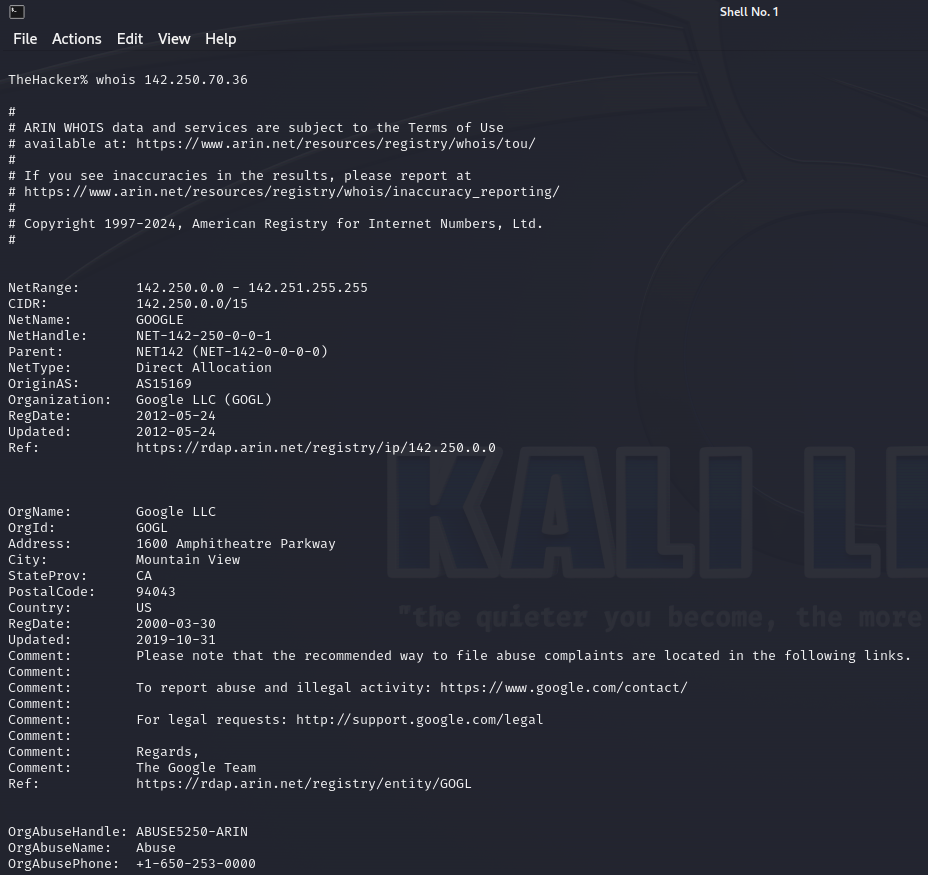 Shell No. 1
File Actions Edit View Help
TheHacker% whois 142.250.70.36
#
# ARIN WHOIS data and services are subject to the Terms of Use
# available at: https://www.arin.net/resources/registry/whois/tou/
#
# If you see inaccuracies in the results, please report at
# https://www.arin.net/resources/registry/whois/inaccuracy_reporting/
#
# Copyright 1997-2024, American Registry for Internet Numbers, Ltd.
#
NetRange: 142.250.0.0 - 142.251.255.255
CIDR: 142.250.0.0/15
NetName: GOOGLE
NetHandle: NET-142-250-0-0-1
Parent: NET142 (NET-142-0-0-0-0)
NetType: Direct Allocation
OriginAS: AS15169
Organization: Google LLC (GOGL)
RegDate: 2012-05-24
Updated: 2012-05-24
Ref: https://rdap.arin.net/registry/ip/142.250.0.0
KALI LI
OrgName: Google LLC
OrgId: GOGL
Address: 1600 Amphitheatre Parkway
City: Mountain View
StateProv: CA
PostalCode: 94043
Country: US
"the quieter you become, the more
RegDate: 2000-03-30
Updated: 2019-10-31
Comment: Please note that the recommended way to file abuse complaints are located in the following links.
Comment:
Comment: To report abuse and illegal activity: https://www.google.com/contact/
Comment:
Comment: For legal requests: http://support.google.com/legal
Comment:
Comment: Regards,
Comment: The Google Team
Ref: https://rdap.arin.net/registry/entity/GOGL
OrgAbuseHandle: ABUSE5250-ARIN
OrgAbuseName: Abuse
OrgAbusePhone: +1-650-253-0000